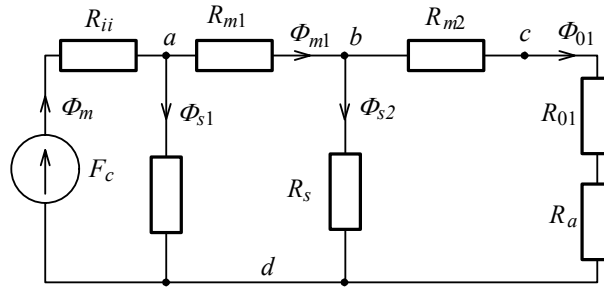 R_ii a R_m1 Φ_m1 b R_m2 c Φ_01
Φ_m Φ_s1 Φ_s2 R_01
F_c R_s R_a
d